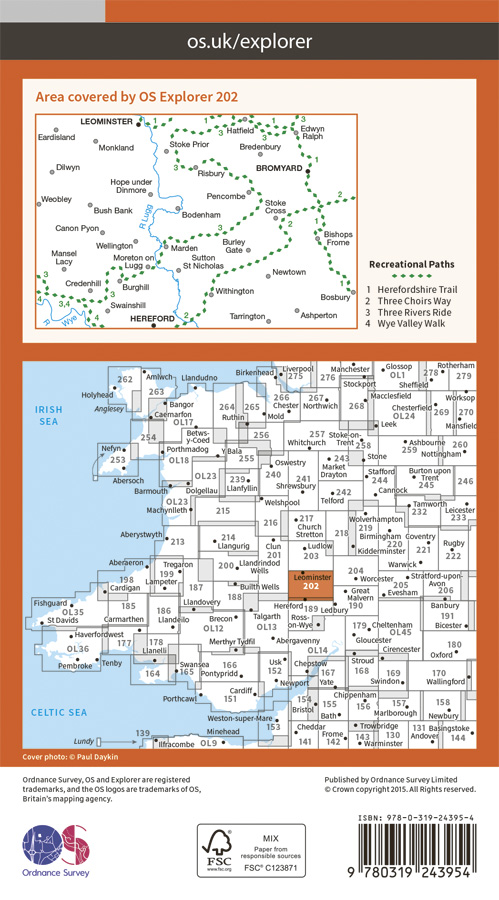 os.uk/explorer
Area covered by OS Explorer 202
LEOMINSTER
Hatfield
Edwyn
Ralph
Eardisland
Monkland
Stoke Prior
Bredenbury
Dilwyn
Risbury
BROMYARD
Hope under
Dinmore
Pencombe
Weobley
Bush Bank
Bodenham
Stoke
Cross
R Lugg
Canon Pyon
Wellington
Marden
Burley
Gate
Bishops
Frome
Mansel
Lacy
Moreton on
Lugg
Sutton
St Nicholas
Newtown
Credenhill
Burghill
Withington
Bosbury
Swainshill
R Wye
HEREFORD
Tarrington
Ashperton
Recreational Paths
1 Herefordshire Trail
2 Three Choirs Way
3 Three Rivers Ride
4 Wye Valley Walk
IRISH
SEA
262
Amlwch
Llandudno
Birkenhead
Liverpool
275
276
Manchester
Glossop
OL1
278
Rotherham
279
Holyhead
Anglesey
263
Bangor
Caernarfon
OL17
264
265
Ruthin
Mold
266
Chester
267
Northwich
Stockport
268
Macclesfield
Sheffield
Chesterfield
OL24
Worksop
269
270
Mansfield
Leek
254
Betws-
y-Coed
256
257
Whitchurch
Stoke-on-
Trent
258
Stone
259
Ashbourne
260
Nottingham
Nefyn
253
Porthmadog
OL18
Y Bala
255
Oswestry
243
Market
Drayton
Stafford
244
Burton upon
Trent
245
246
Abersoch
OL23
Barmouth
Dolgellau
239
Llanfyllin
240
241
Shrewsbury
242
Telford
Cannock
OL23
Machynlleth
215
Welshpool
Tamworth
232
Leicester
233
216
217
Church
Stretton
218
Wolverhampton
219
Birmingham
220
Kidderminster
Coventry
221
Rugby
222
Aberystwyth
213
214
Llangurig
Clun
201
Ludlow
203
Warwick
Aberaeron
Tregaron
199
200
Llandrindod
Wells
Leominster
202
204
Worcester
Stratford-upon-
Avon
205
206
198
Cardigan
Lampeter
187
188
Builth Wells
Great
Malvern
190
Evesham
Banbury
191
Fishguard
OL35
St Davids
185
Carmarthen
186
Llandeilo
Llandovery
Brecon
OL12
Talgarth
OL13
Hereford
189
Ledbury
Ross-
on-Wye
Bicester
Haverfordwest
OL36
177
178
Llanelli
Merthyr Tydfil
Abergavenny
OL14
179
Cheltenham
OL45
Gloucester
Cirencester
180
Oxford
Pembroke
Tenby
164
Swansea
165
166
Pontypridd
Usk
152
Chepstow
167
Stroud
168
169
170
Wallingford
Newport
Yate
Swindon
Porthcawl
Cardiff
151
154
Bristol
155
Bath
Chippenham
156
157
Marlborough
158
Newbury
CELTIC SEA
Weston-super-Mare
153
Lundy
139
Ilfracombe
OL9
Minehead
Cheddar
141
Frome
142
Trowbridge
143
Warminster
130
131
Andover
Basingstoke
144
Cover photo: © Paul Daykin
Ordnance Survey, OS and Explorer are registered
trademarks, and the OS logos are trademarks of OS,
Britain's mapping agency.
Published by Ordnance Survey Limited
© Crown copyright 2015. All Rights reserved.
OS
Ordnance Survey
FSC
www.fsc.org
MIX
Paper from
responsible sources
FSC® C123871
ISBN: 978-0-319-24395-4
9 780319 243954